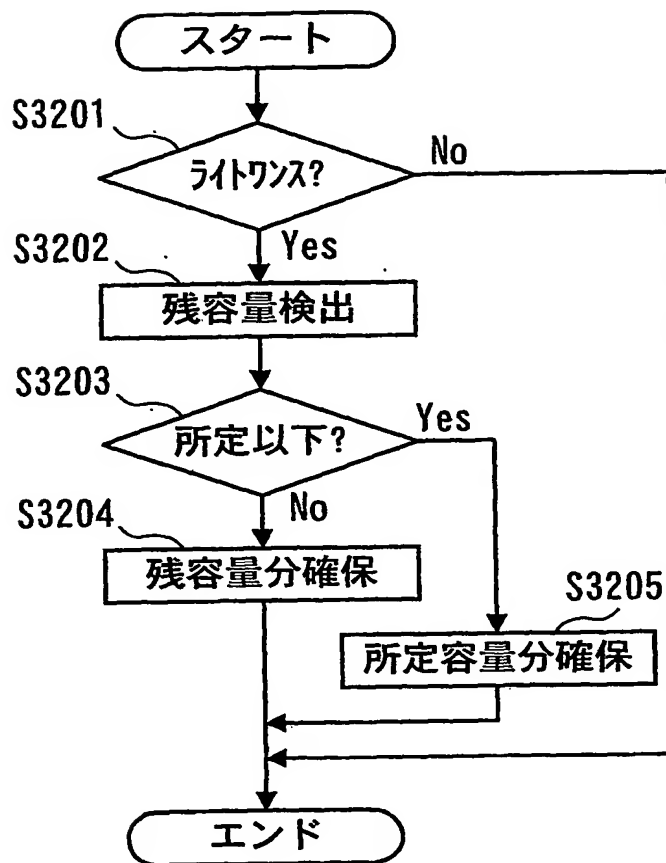 スタート
S3201
ライトワンス?
No
Yes
S3202
残容量検出
S3203
所定以下?
Yes
No
S3204
残容量分確保
S3205
所定容量分確保
エンド